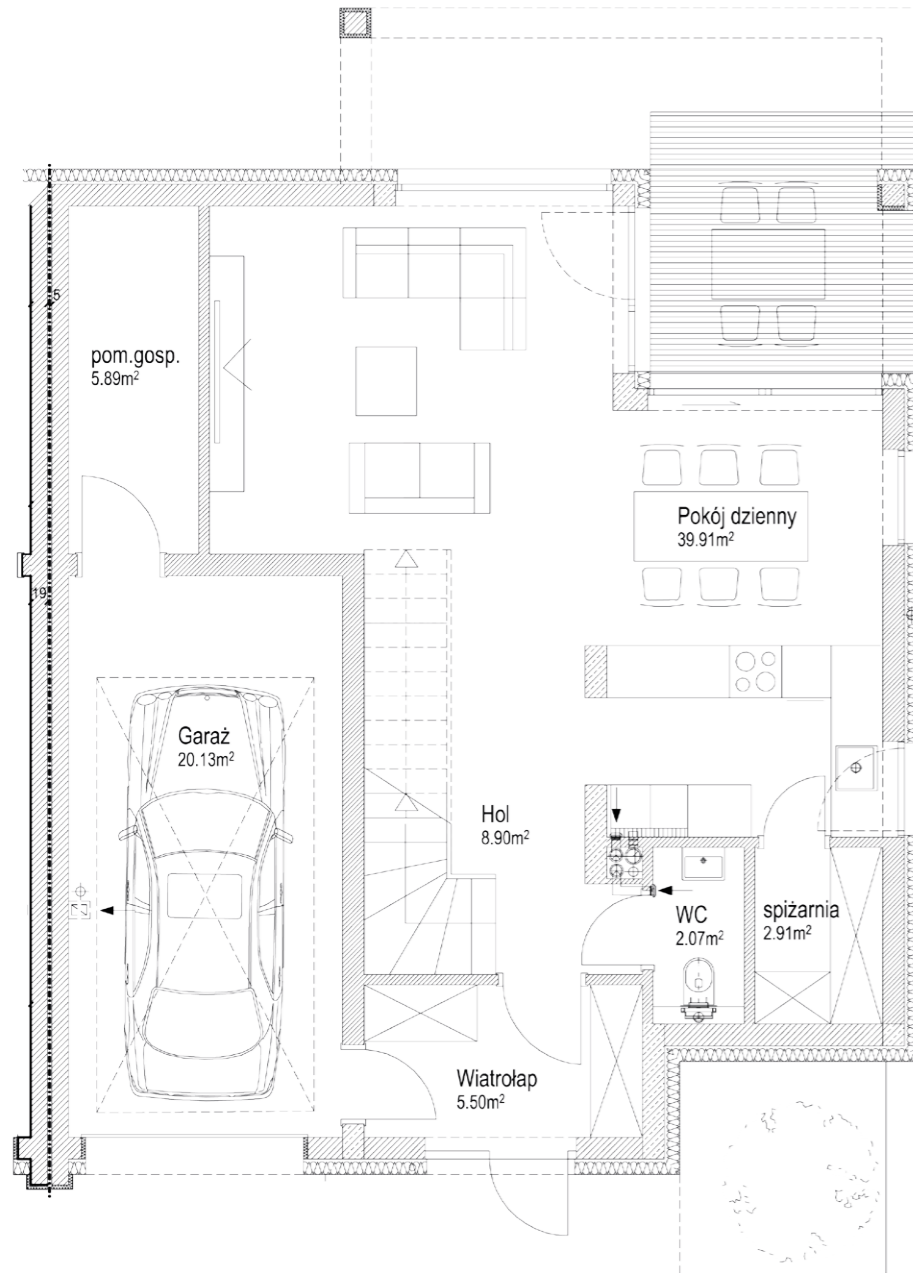 5
pom.gosp.
5.89m²
Pokój dzienny
39.91m²
19
Garaż
20.13m²
Hol
8.90m²
WC
2.07m²
spiżarnia
2.91m²
Wiatrołap
5.50m²